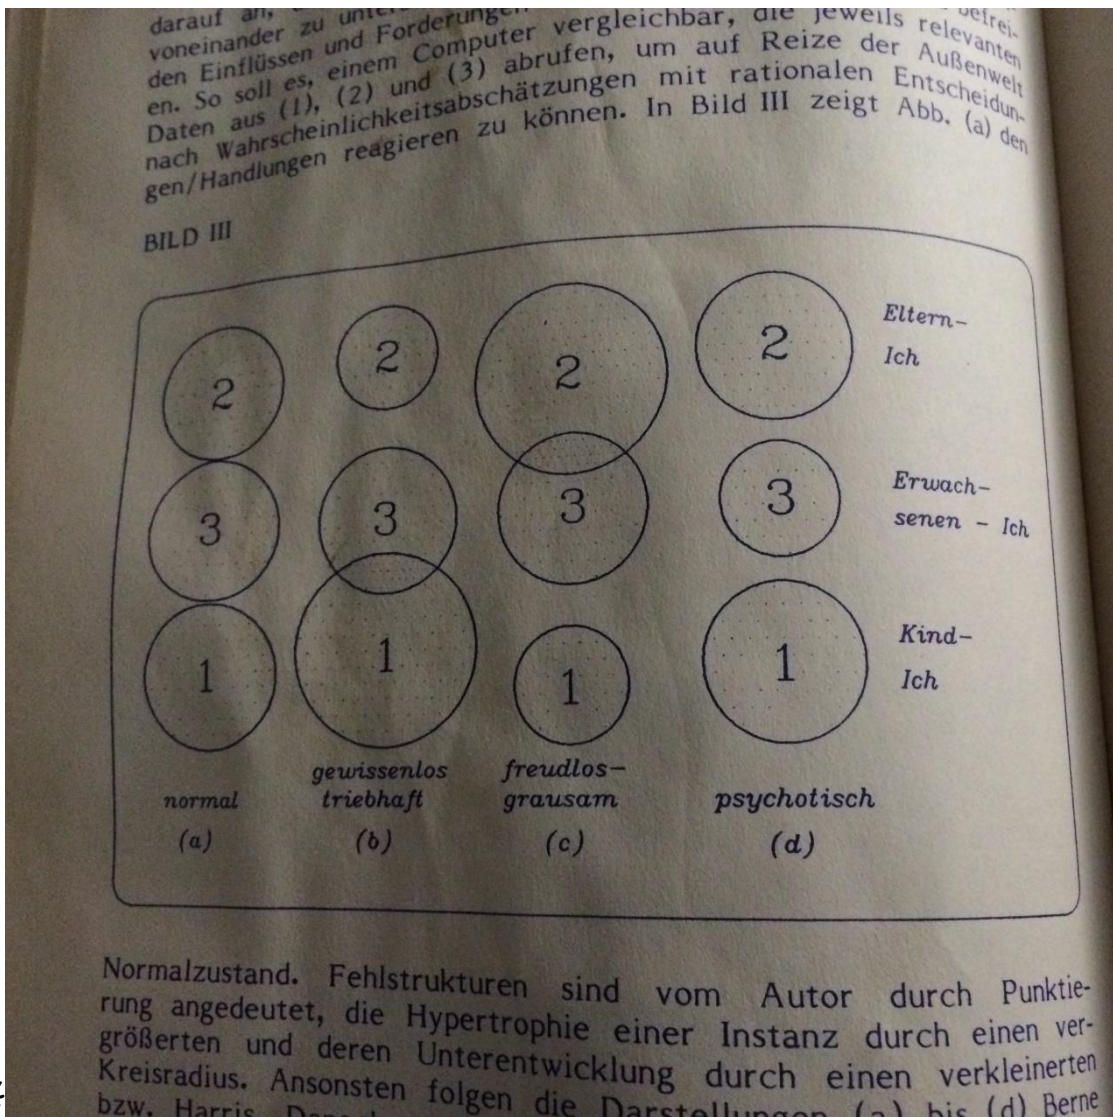 darauf an,
voneinander zu unter
den Einflüssen und Forderungen befrei-
en. So soll es, einem Computer vergleichbar, die jeweils relevanten
Daten aus (1), (2) und (3) abrufen, um auf Reize der Außenwelt
nach Wahrscheinlichkeitsabschätzungen mit rationalen Entscheidun-
gen/Handlungen reagieren zu können. In Bild III zeigt Abb. (a) den
BILD III
2 2 2 2 Eltern-
Ich
3 3 3 3 Erwach-
senen - Ich
1 1 1 1 Kind-
Ich
gewissenlos freudlos-
normal triebhaft grausam psychotisch
(a) (b) (c) (d)
Normalzustand. Fehlstrukturen sind vom Autor durch Punktie-
rung angedeutet, die Hypertrophie einer Instanz durch einen ver-
größerten und deren Unterentwicklung durch einen verkleinerten
Kreisradius. Ansonsten folgen die Darstellungen (a) bis (d) Berne
bzw. Harris.